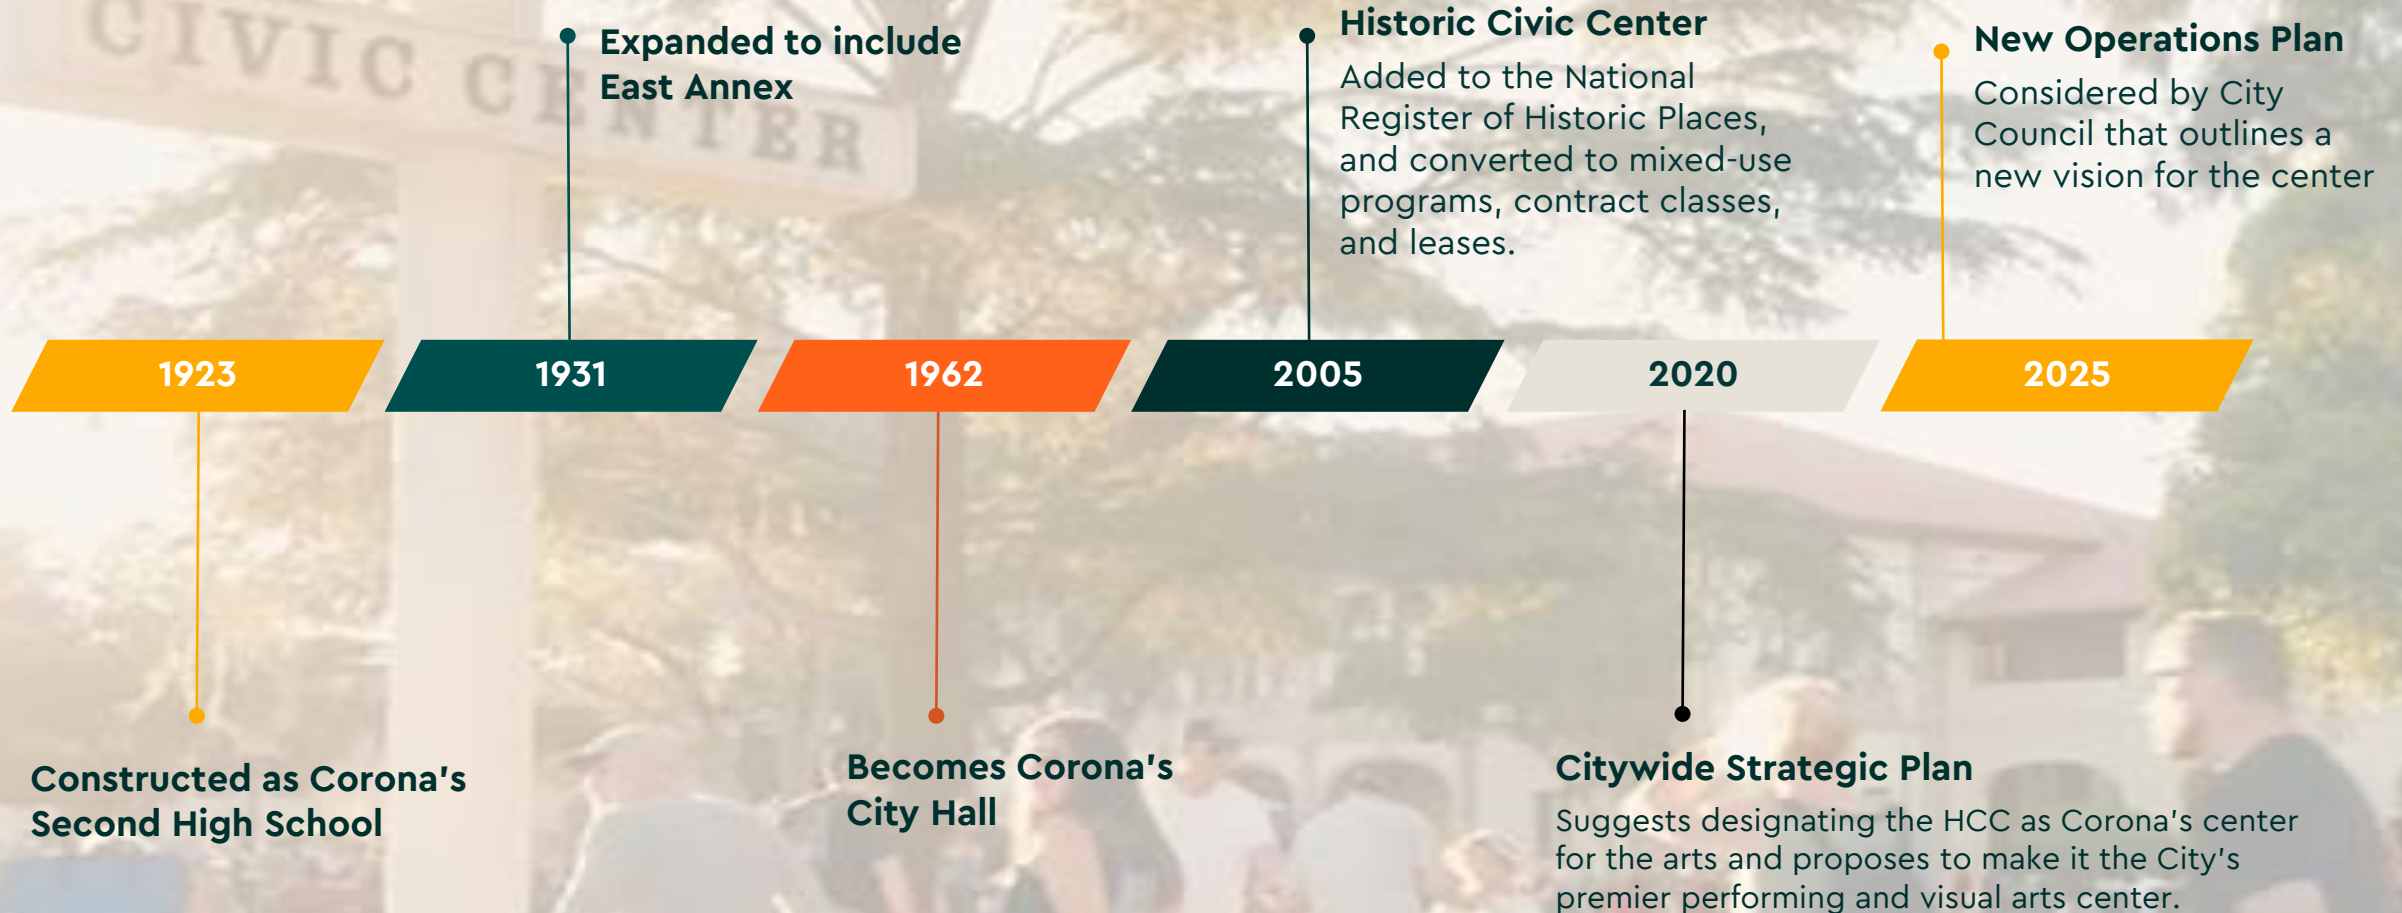 CIVIC CENTER
Expanded to include
East Annex
Historic Civic Center
Added to the National
Register of Historic Places,
and converted to mixed-use
programs, contract classes,
and leases.
New Operations Plan
Considered by City
Council that outlines a
new vision for the center
1923
1931
1962
2005
2020
2025
Constructed as Corona's
Second High School
Becomes Corona's
City Hall
Citywide Strategic Plan
Suggests designating the HCC as Corona's center
for the arts and proposes to make it the City's
premier performing and visual arts center.